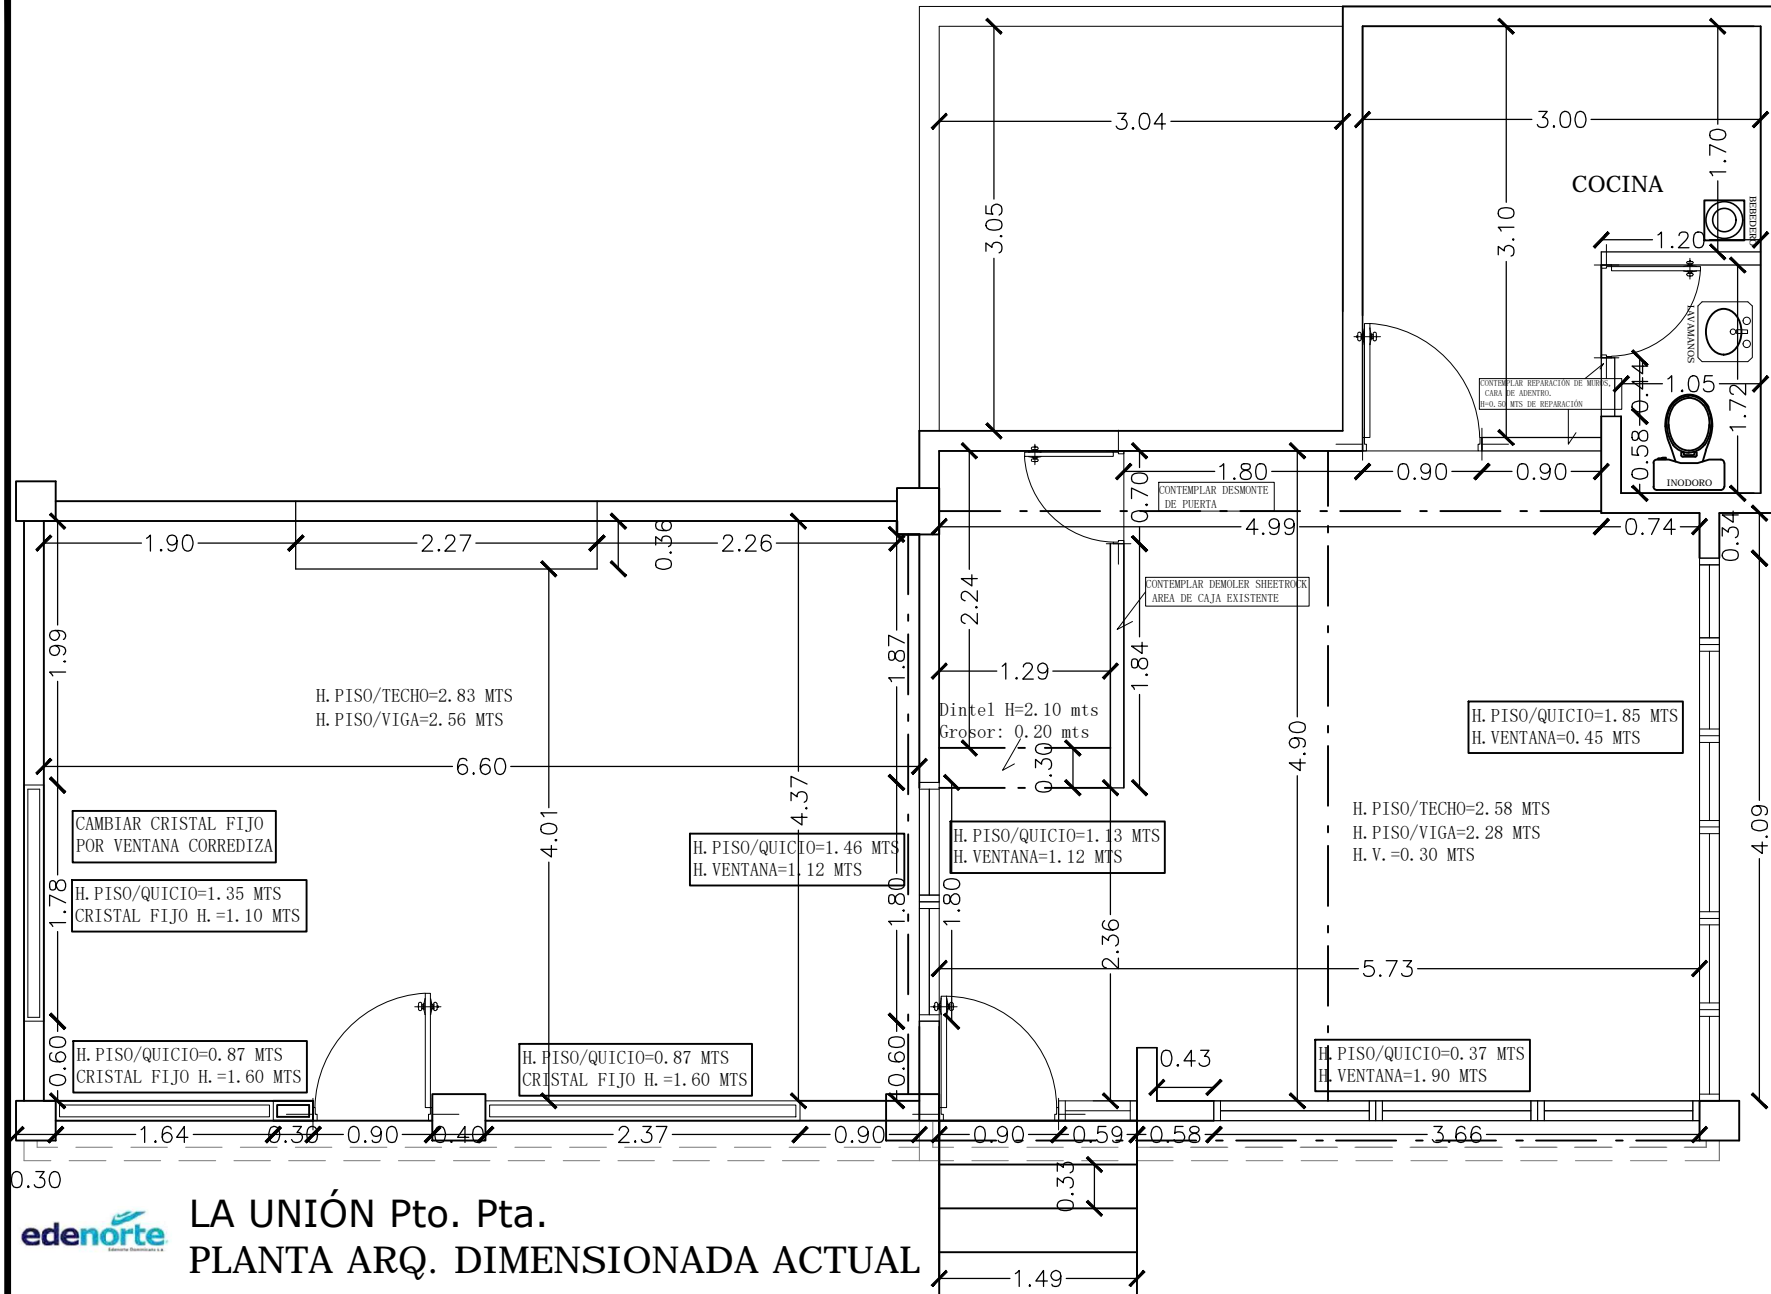 3.04
3.00
1.70
COCINA
3.05
3.10
BEBEDERO
1.20
LAVAMANOS
CONTEMPLAR REPARACIÓN DE MUROS,
CARA DE ADENTRO.
H=0.50 MTS DE REPARACIÓN
0.44
1.05
1.72
0.58
INODORO
1.80
0.90
0.90
0.70
CONTEMPLAR DESMONTE
DE PUERTA
4.99
0.74
0.34
1.90
2.27
0.36
2.26
CONTEMPLAR DEMOLER SHEETROCK
AREA DE CAJA EXISTENTE
2.24
1.99
1.87
1.84
1.29
H.PISO/TECHO=2.83 MTS
H.PISO/VIGA=2.56 MTS
Dintel H=2.10 mts
Grosor: 0.20 mts
H.PISO/QUICIO=1.85 MTS
H.VENTANA=0.45 MTS
6.60
0.30
4.90
4.37
4.01
CAMBIAR CRISTAL FIJO
POR VENTANA CORREDIZA
H.PISO/QUICIO=1.46 MTS
H.VENTANA=1.12 MTS
H.PISO/QUICIO=1.13 MTS
H.VENTANA=1.12 MTS
H.PISO/TECHO=2.58 MTS
H.PISO/VIGA=2.28 MTS
H.V.=0.30 MTS
4.09
1.78
H.PISO/QUICIO=1.35 MTS
CRISTAL FIJO H.=1.10 MTS
1.80
1.80
2.36
5.73
0.60
H.PISO/QUICIO=0.87 MTS
CRISTAL FIJO H.=1.60 MTS
H.PISO/QUICIO=0.87 MTS
CRISTAL FIJO H.=1.60 MTS
0.60
0.43
H.PISO/QUICIO=0.37 MTS
H.VENTANA=1.90 MTS
1.64
0.30
0.90
0.40
2.37
0.90
0.90
0.59
0.58
3.66
0.30
0.33
1.49
edenorte
LA UNIÓN Pto. Pta.
PLANTA ARQ. DIMENSIONADA ACTUAL